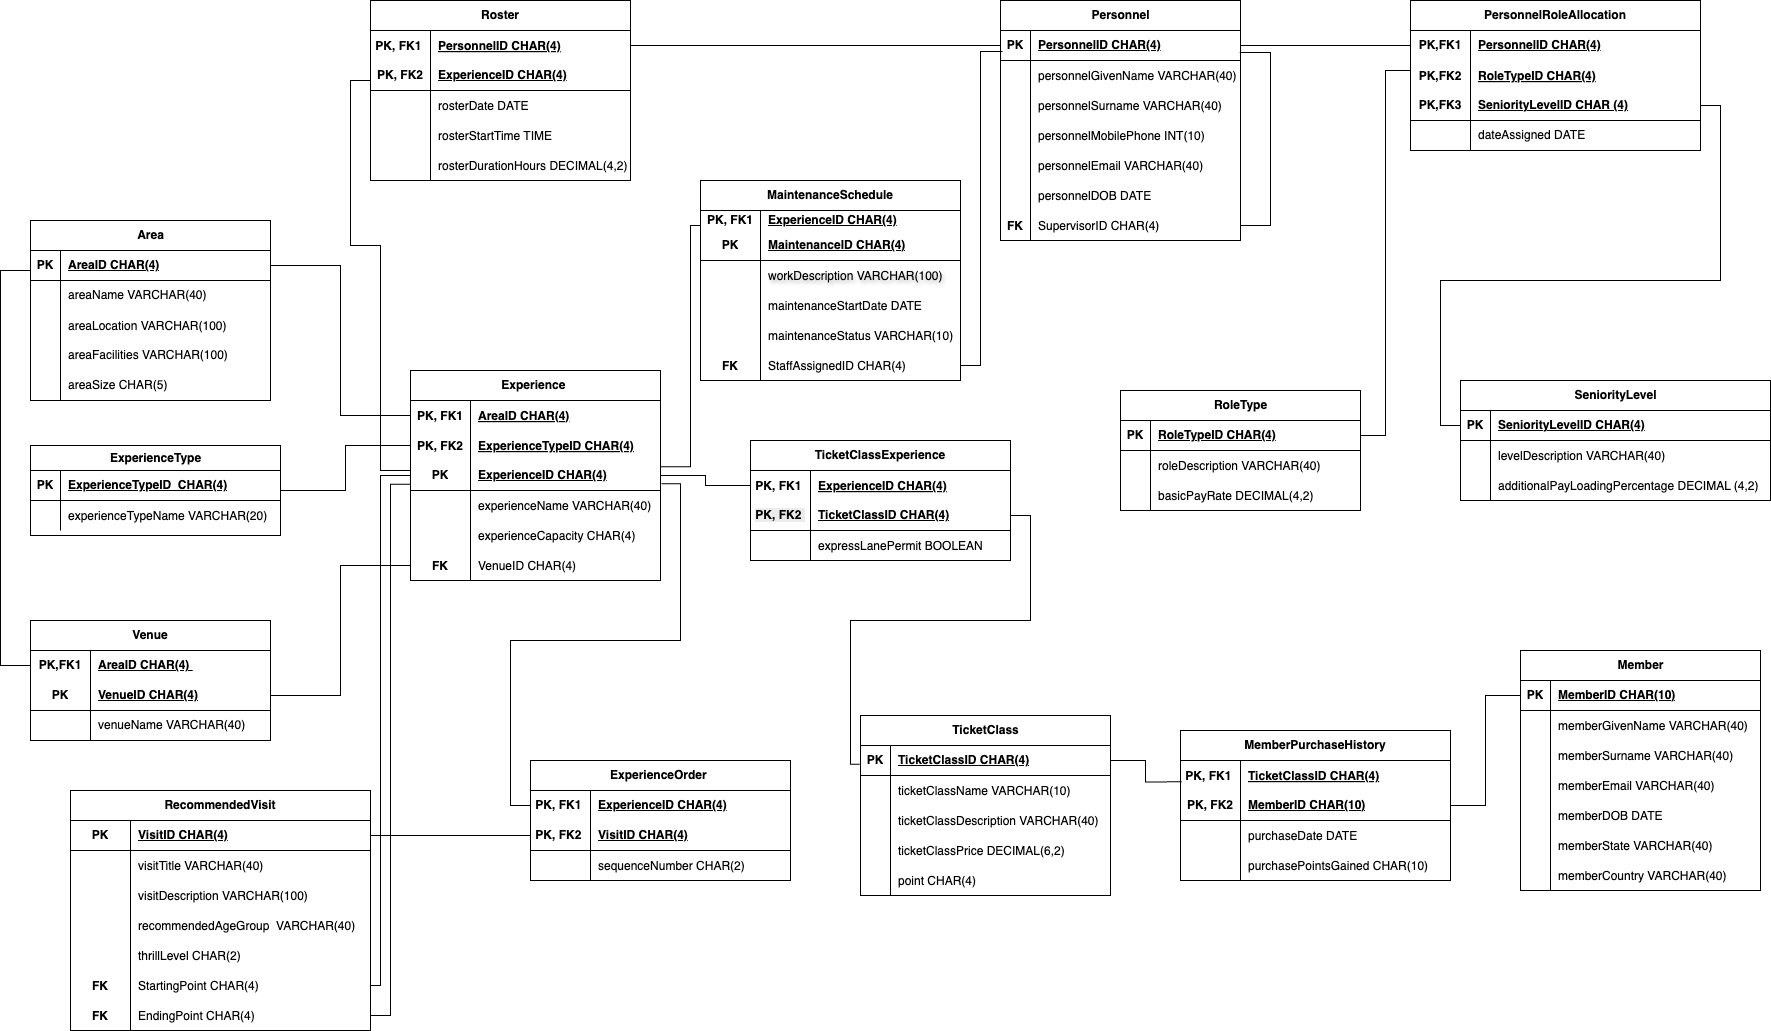 Roster
PK, FK1 PersonnelID CHAR(4)
PK, FK2 ExperienceID CHAR(4)
rosterDate DATE
rosterStartTime TIME
rosterDurationHours DECIMAL(4,2)
Personnel
PK PersonnelID CHAR(4)
personnelGivenName VARCHAR(40)
personnelSurname VARCHAR(40)
personnelMobilePhone INT(10)
personnelEmail VARCHAR(40)
personnelDOB DATE
FK SupervisorID CHAR(4)
PersonnelRoleAllocation
PK,FK1 PersonnelID CHAR(4)
PK,FK2 RoleTypeID CHAR(4)
PK,FK3 SeniorityLevelID CHAR (4)
dateAssigned DATE
MaintenanceSchedule
PK, FK1 ExperienceID CHAR(4)
PK MaintenanceID CHAR(4)
workDescription VARCHAR(100)
maintenanceStartDate DATE
maintenanceStatus VARCHAR(10)
FK StaffAssignedID CHAR(4)
Area
PK AreaID CHAR(4)
areaName VARCHAR(40)
areaLocation VARCHAR(100)
areaFacilities VARCHAR(100)
areaSize CHAR(5)
Experience
PK, FK1 AreaID CHAR(4)
PK, FK2 ExperienceTypeID CHAR(4)
PK ExperienceID CHAR(4)
experienceName VARCHAR(40)
experienceCapacity CHAR(4)
FK VenueID CHAR(4)
RoleType
PK RoleTypeID CHAR(4)
roleDescription VARCHAR(40)
basicPayRate DECIMAL(4,2)
SeniorityLevel
PK SeniorityLevelID CHAR(4)
levelDescription VARCHAR(40)
additionalPayLoadingPercentage DECIMAL (4,2)
ExperienceType
PK ExperienceTypeID CHAR(4)
experienceTypeName VARCHAR(20)
TicketClassExperience
PK, FK1 ExperienceID CHAR(4)
PK, FK2 TicketClassID CHAR(4)
expressLanePermit BOOLEAN
Venue
PK,FK1 AreaID CHAR(4)
PK VenueID CHAR(4)
venueName VARCHAR(40)
Member
PK MemberID CHAR(10)
memberGivenName VARCHAR(40)
memberSurname VARCHAR(40)
memberEmail VARCHAR(40)
memberDOB DATE
memberState VARCHAR(40)
memberCountry VARCHAR(40)
TicketClass
PK TicketClassID CHAR(4)
ticketClassName VARCHAR(10)
ticketClassDescription VARCHAR(40)
ticketClassPrice DECIMAL(6,2)
point CHAR(4)
MemberPurchaseHistory
PK, FK1 TicketClassID CHAR(4)
PK, FK2 MemberID CHAR(10)
purchaseDate DATE
purchasePointsGained CHAR(10)
ExperienceOrder
PK, FK1 ExperienceID CHAR(4)
PK, FK2 VisitID CHAR(4)
sequenceNumber CHAR(2)
RecommendedVisit
PK VisitID CHAR(4)
visitTitle VARCHAR(40)
visitDescription VARCHAR(100)
recommendedAgeGroup VARCHAR(40)
thrillLevel CHAR(2)
FK StartingPoint CHAR(4)
FK EndingPoint CHAR(4)